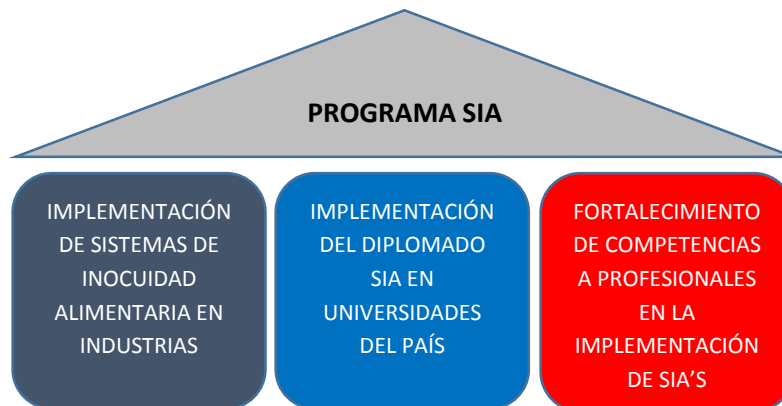 PROGRAMA SIA
IMPLEMENTACIÓN
DE SISTEMAS DE
INOCUIDAD
ALIMENTARIA EN
INDUSTRIAS
IMPLEMENTACIÓN
DEL DIPLOMADO
SIA EN
UNIVERSIDADES
DEL PAÍS
FORTALECIMIENTO
DE COMPETENCIAS
A PROFESIONALES
EN LA
IMPLEMENTACIÓN
DE SIA’S